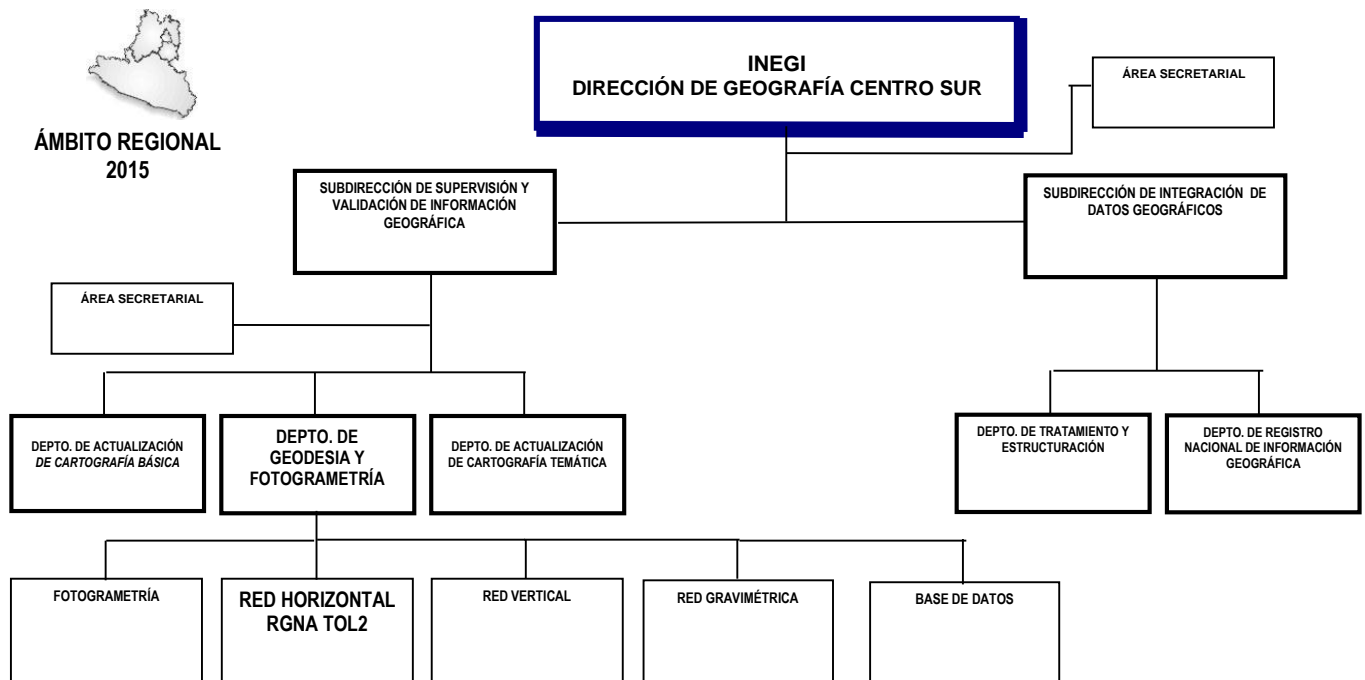 INEGI
DIRECCIÓN DE GEOGRAFÍA CENTRO SUR
ÁREA SECRETARIAL
ÁMBITO REGIONAL
2015
SUBDIRECCIÓN DE SUPERVISIÓN Y
VALIDACIÓN DE INFORMACIÓN
GEOGRÁFICA
SUBDIRECCIÓN DE INTEGRACIÓN DE
DATOS GEOGRÁFICOS
ÁREA SECRETARIAL
DEPTO. DE ACTUALIZACIÓN
DE CARTOGRAFÍA BÁSICA
DEPTO. DE
GEODESIA Y
FOTOGRAMETRÍA
DEPTO. DE ACTUALIZACIÓN
DE CARTOGRAFÍA TEMÁTICA
DEPTO. DE TRATAMIENTO Y
ESTRUCTURACIÓN
DEPTO. DE REGISTRO
NACIONAL DE INFORMACIÓN
GEOGRÁFICA
FOTOGRAMETRÍA
RED HORIZONTAL
RGNA TOL2
RED VERTICAL
RED GRAVIMÉTRICA
BASE DE DATOS